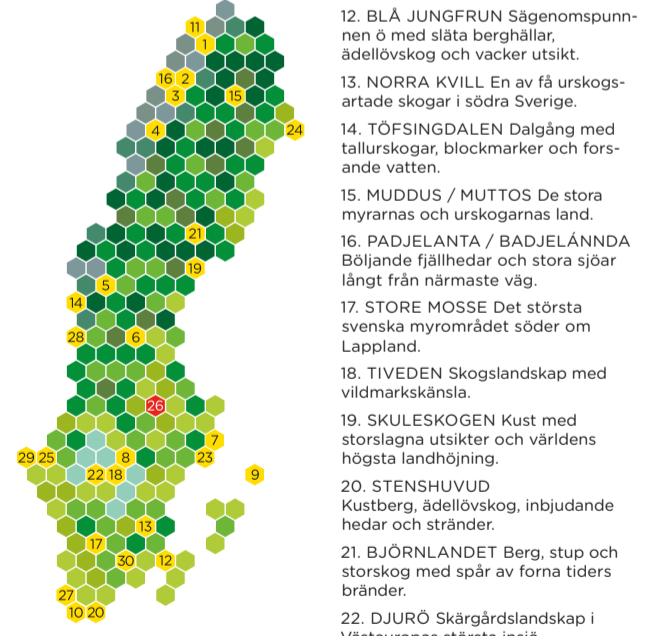 11
1
16 2
3
15
4
24
21
19
5
14
28
6
26
7
29 25
8
23
22 18
9
13
17
30
12
27
10 20
12. BLÅ JUNGFRUN Sägenomspunn-
nen ö med släta berghällar,
ädellövskog och vacker utsikt.
13. NORRA KVILL En av få urskogs-
artade skogar i södra Sverige.
14. TÖFSINGDALEN Dalgång med
tallurskogar, blockmarker och fors-
ande vatten.
15. MUDDUS / MUTTOS De stora
myrarnas och urskogarnas land.
16. PADJELANTA / BADJELÁNNDA
Böljande fjällhedar och stora sjöar
långt från närmaste väg.
17. STORE MOSSE Det största
svenska myrområdet söder om
Lappland.
18. TIVEDEN Skogslandskap med
vildmarkskänsla.
19. SKULESKOGEN Kust med
storslagna utsikter och världens
högsta landhöjning.
20. STENSHUVUD
Kustberg, ädellövskog, inbjudande
hedar och stränder.
21. BJÖRNLANDET Berg, stup och
storskog med spår av forna tiders
bränder.
22. DJURÖ Skärgårdslandskap i